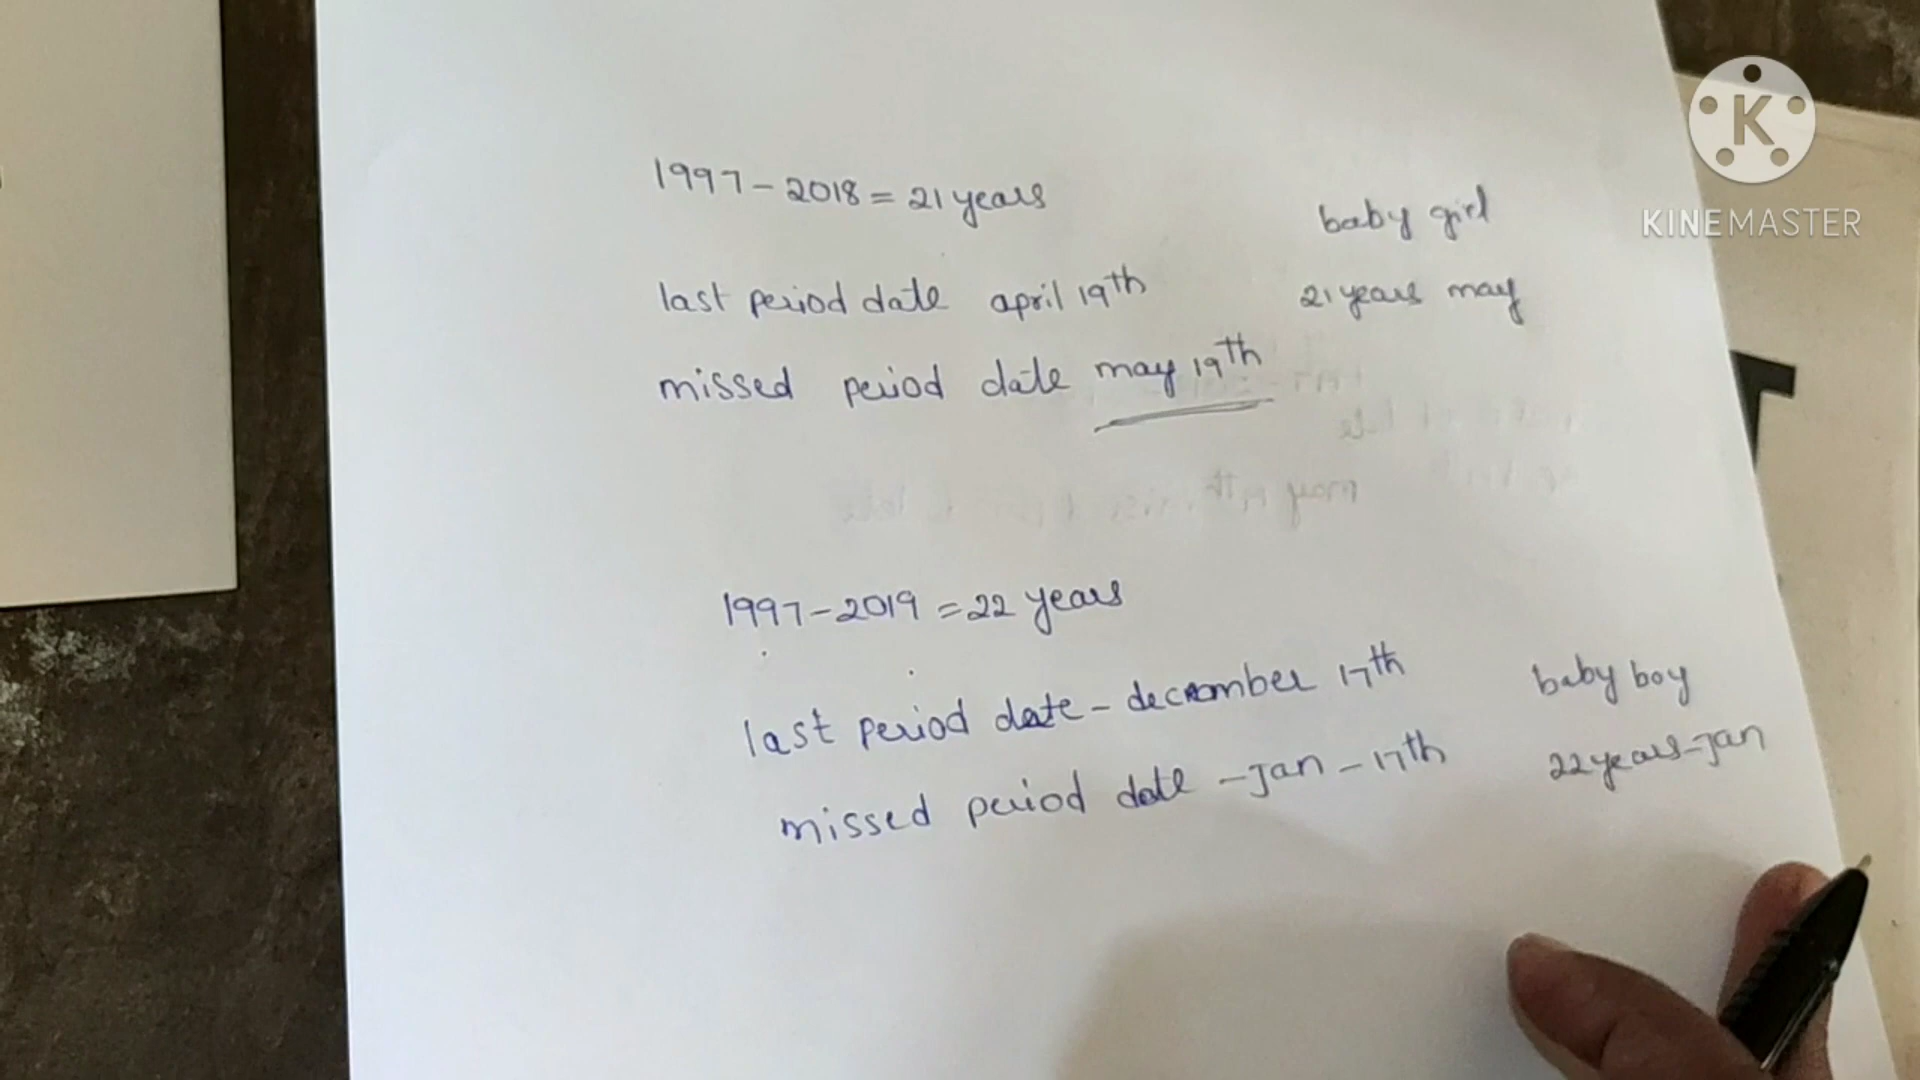 1997-2018 = 21 years
baby girl
last period date april 19th
21 years may
missed period date may 19th
may
1997-2019 = 22 years
last period date - december 17th
baby boy
missed period date - Jan - 17th
22 years - Jan
K
KINEMASTER